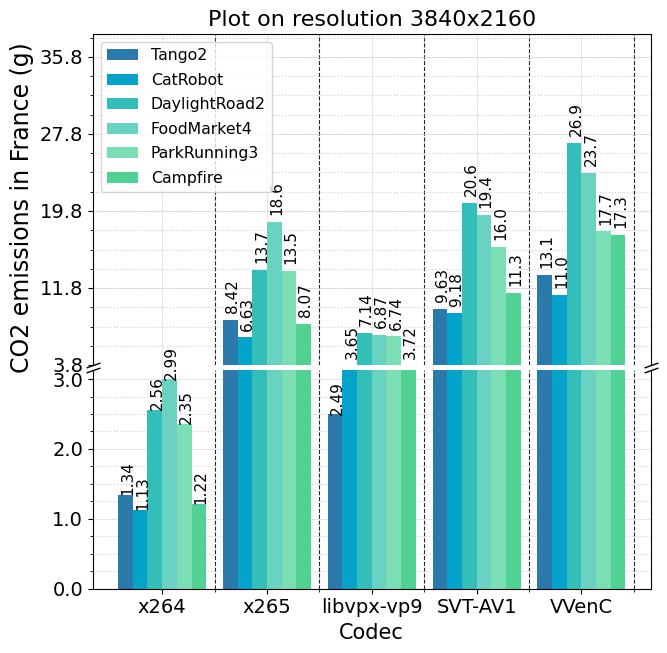 Plot on resolution 3840x2160
CO2 emissions in France (g)
35.8
27.8
19.8
11.8
3.8
3.0
2.0
1.0
0.0
Tango2
CatRobot
DaylightRoad2
FoodMarket4
ParkRunning3
Campfire
1.34
1.13
2.56
2.99
2.35
1.22
8.42
6.63
13.7
18.6
13.5
8.07
2.49
3.65
7.14
6.87
6.74
3.72
9.63
9.18
20.6
19.4
16.0
11.3
13.1
11.0
26.9
23.7
17.7
17.3
x264
x265
libvpx-vp9
SVT-AV1
VVenC
Codec